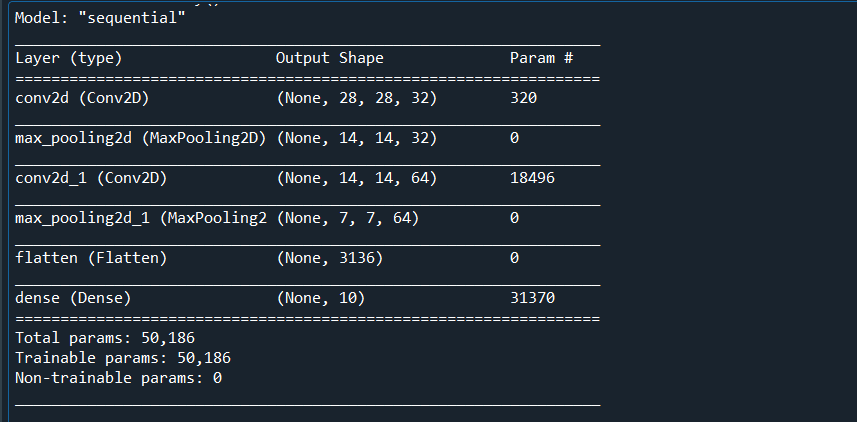 Model: "sequential"
Layer (type) Output Shape Param #
conv2d (Conv2D) (None, 28, 28, 32) 320
max_pooling2d (MaxPooling2D) (None, 14, 14, 32) 0
conv2d_1 (Conv2D) (None, 14, 14, 64) 18496
max_pooling2d_1 (MaxPooling2 (None, 7, 7, 64) 0
flatten (Flatten) (None, 3136) 0
dense (Dense) (None, 10) 31370
Total params: 50,186
Trainable params: 50,186
Non-trainable params: 0